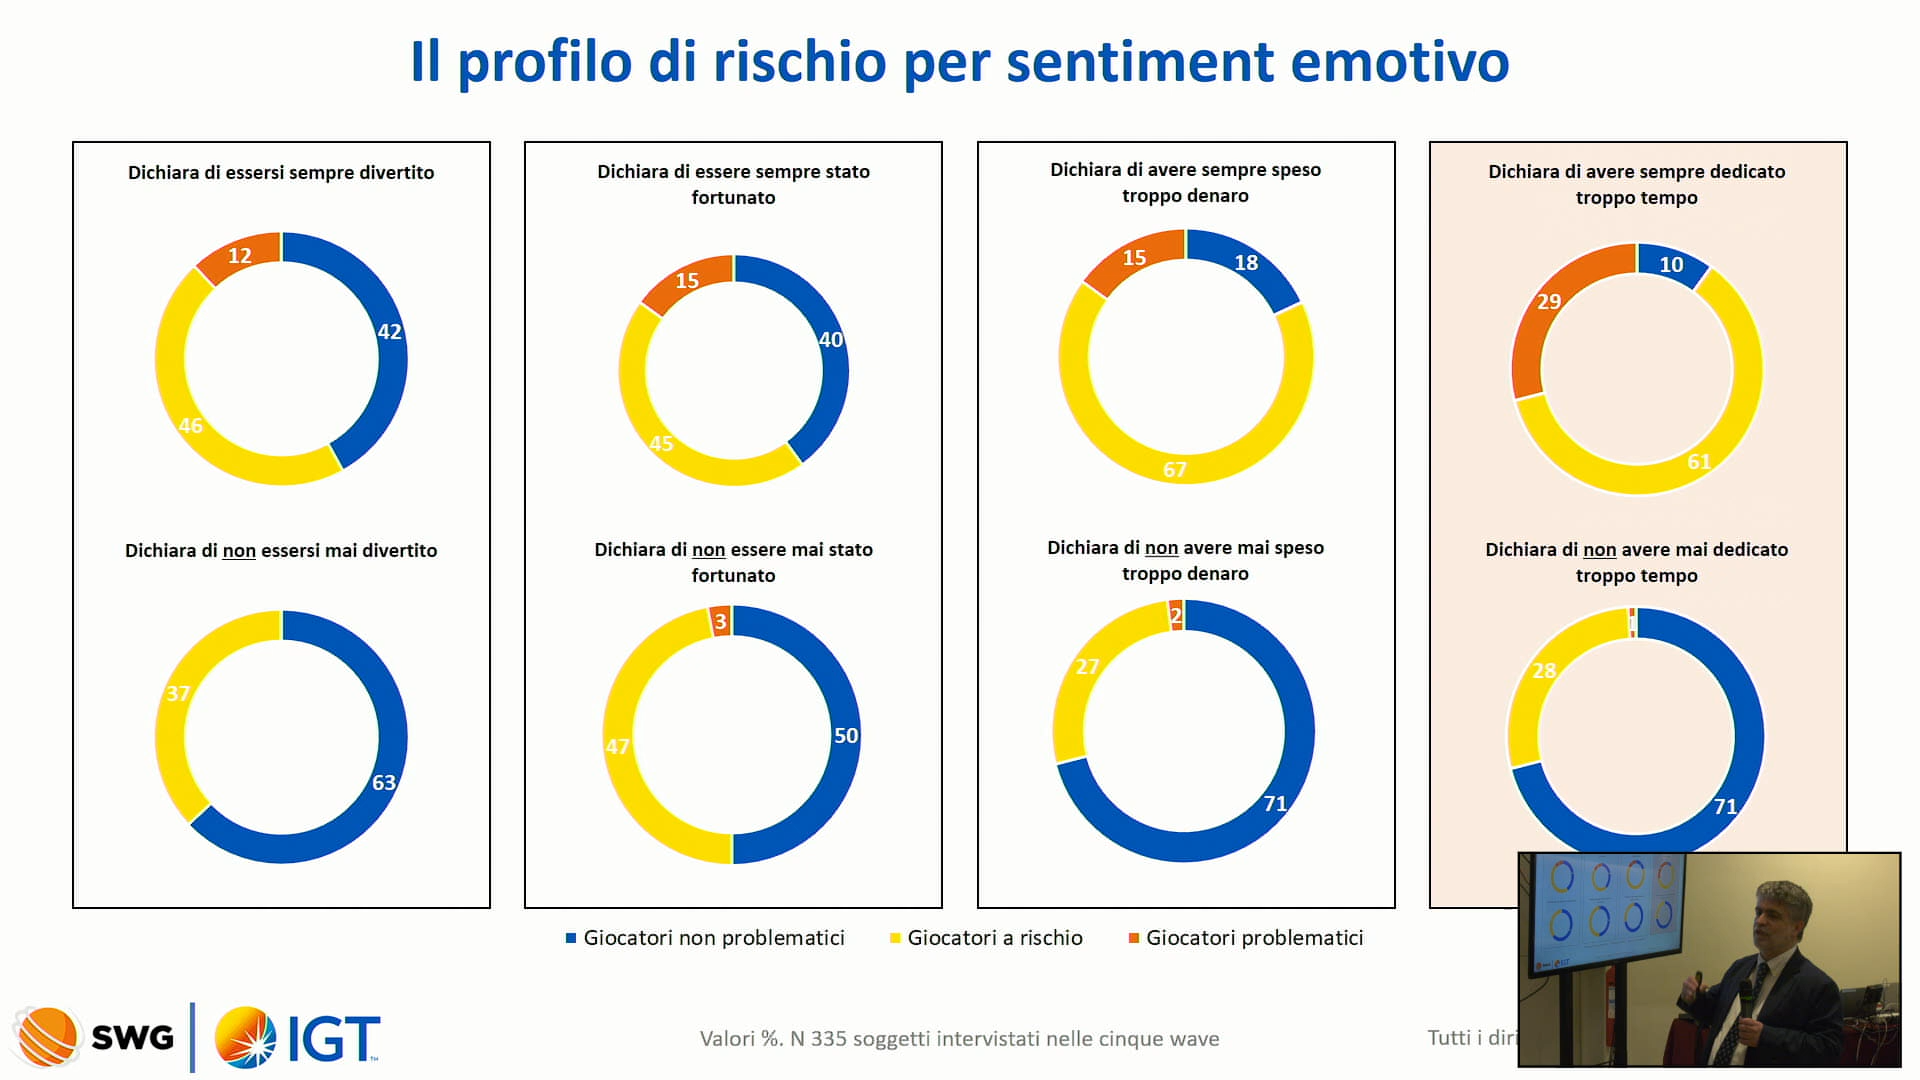 Il profilo di rischio per sentiment emotivo
Dichiara di essersi sempre divertito
12
42
46
Dichiara di non essersi mai divertito
37
63
Dichiara di essere sempre stato
fortunato
15
40
45
Dichiara di non essere mai stato
fortunato
3
47
50
Dichiara di avere sempre speso
troppo denaro
15
18
67
Dichiara di non avere mai speso
troppo denaro
2
27
71
Dichiara di avere sempre dedicato
troppo tempo
10
29
61
Dichiara di non avere mai dedicato
troppo tempo
28
71
Giocatori non problematici
Giocatori a rischio
Giocatori problematici
SWG
IGT
Valori %. N 335 soggetti intervistati nelle cinque wave
Tutti i diri